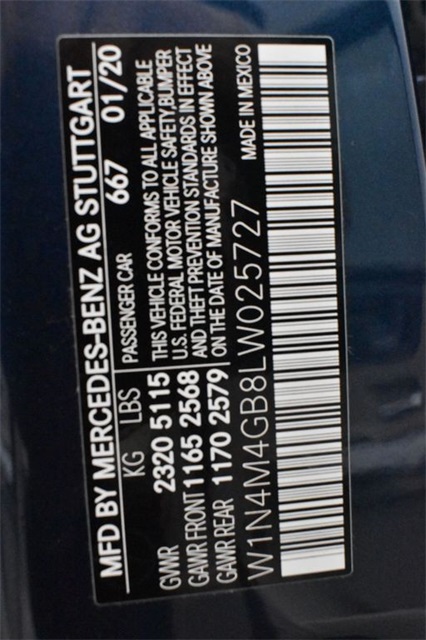 MFD BY MERCEDES-BENZ AG STUTTGART
KG LBS PASSENGER CAR 667 01/20
GVWR 2320 5115 THIS VEHICLE CONFORMS TO ALL APPLICABLE
U.S. FEDERAL MOTOR VEHICLE SAFETY,BUMPER
GAWR FRONT 1165 2568 AND THEFT PREVENTION STANDARDS IN EFFECT
GAWR REAR 1170 2579 ON THE DATE OF MANUFACTURE SHOWN ABOVE
W1N4M4GB8LW025727 MADE IN MEXICO